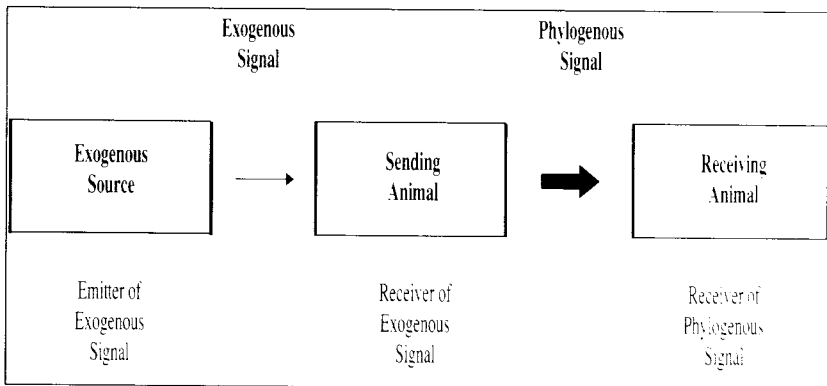 Exogenous
Signal
Phylogenous
Signal
Exogenous
Source
Sending
Animal
Receiving
Animal
Emitter of
Exogenous
Signal
Receiver of
Exogenous
Signal
Receiver of
Phylogenous
Signal